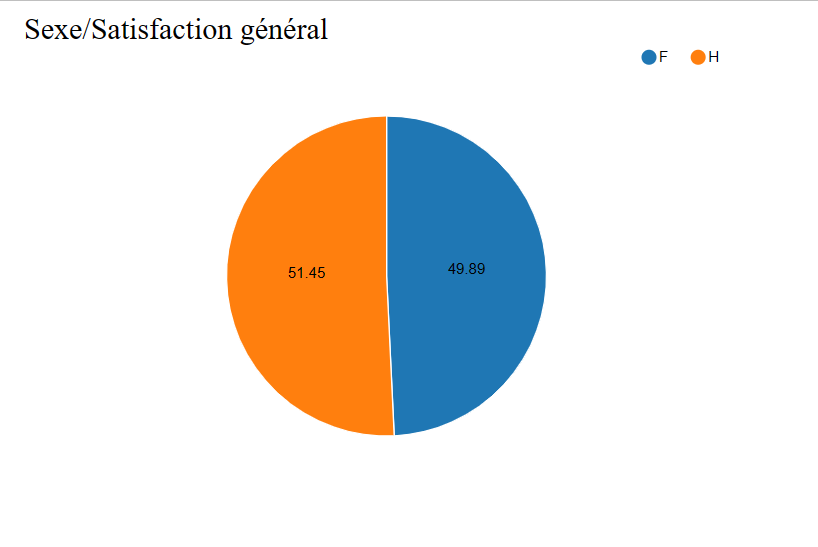 Sexe/Satisfaction général
F H
51.45 49.89